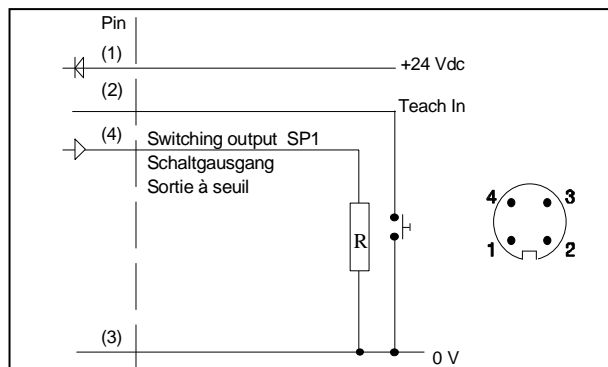 Pin
(1)
+24 Vdc
(2)
Teach In
(4) Switching output SP1
Schaltgausgang
Sortie à seuil
R
4 3
1 2
(3)
0 V